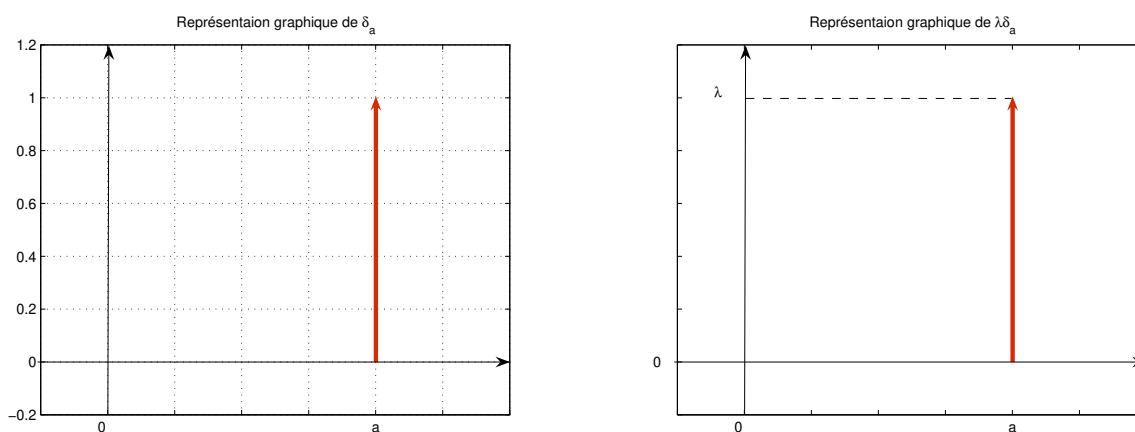 Représentaion graphique de δa
1.2
1
0.8
0.6
0.4
0.2
0
−0.2
0
a
Représentaion graphique de λδa
λ
0
0
a